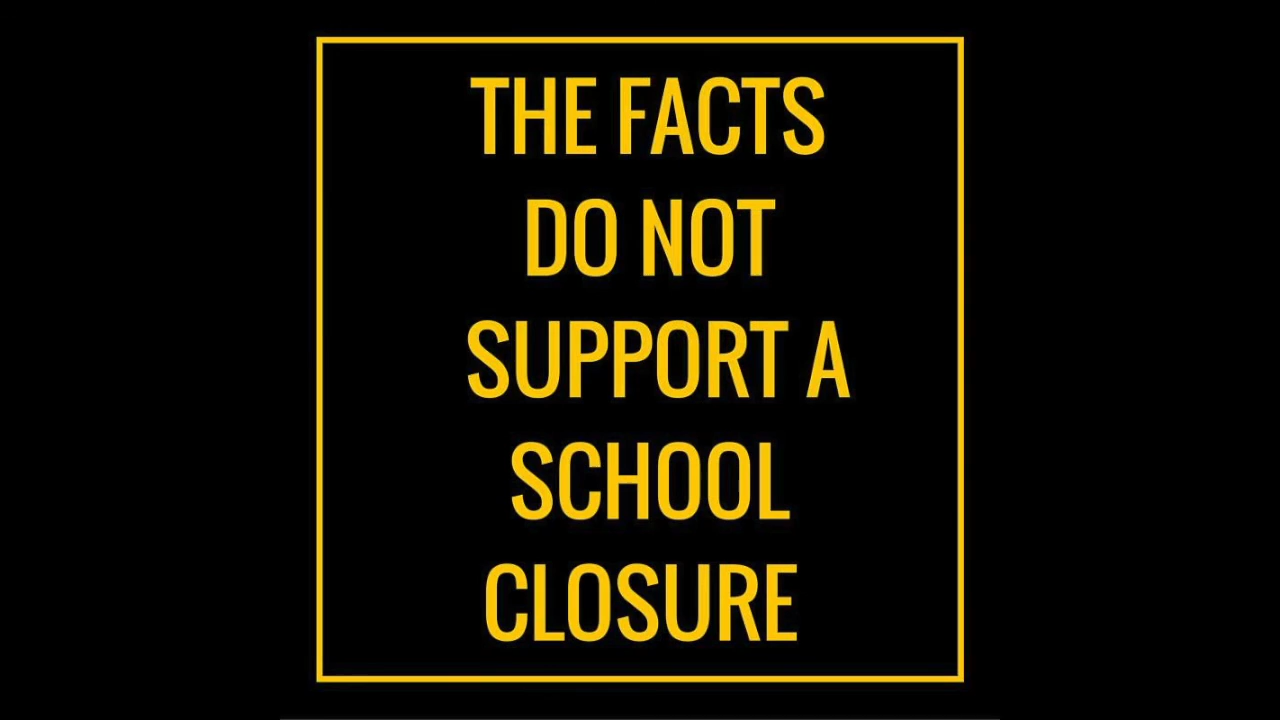 THE FACTS
DO NOT
SUPPORT A
SCHOOL
CLOSURE